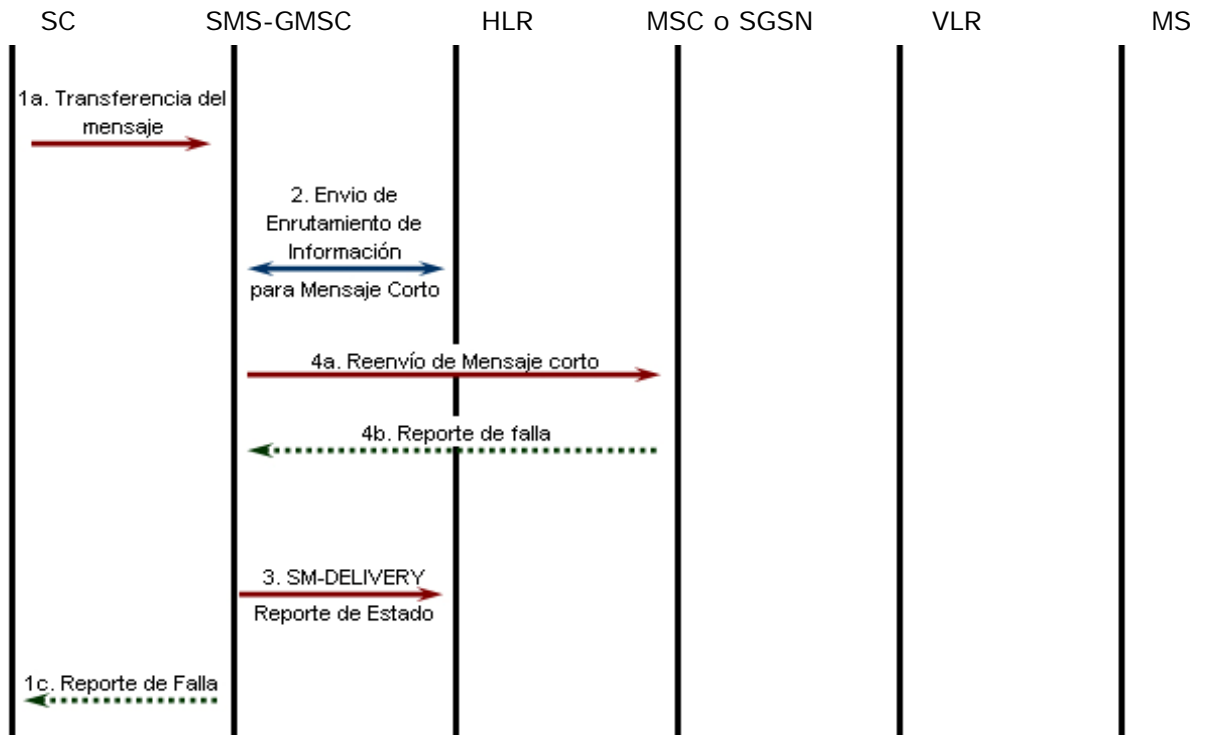 SC SMS-GMSC HLR MSC o SGSN VLR MS
1a. Transferencia del
mensaje
2. Envio de
Enrutamiento de
Información
para Mensaje Corto
4a. Reenvío de Mensaje corto
4b. Reporte de falla
3. SM-DELIVERY
Reporte de Estado
1c. Reporte de Falla